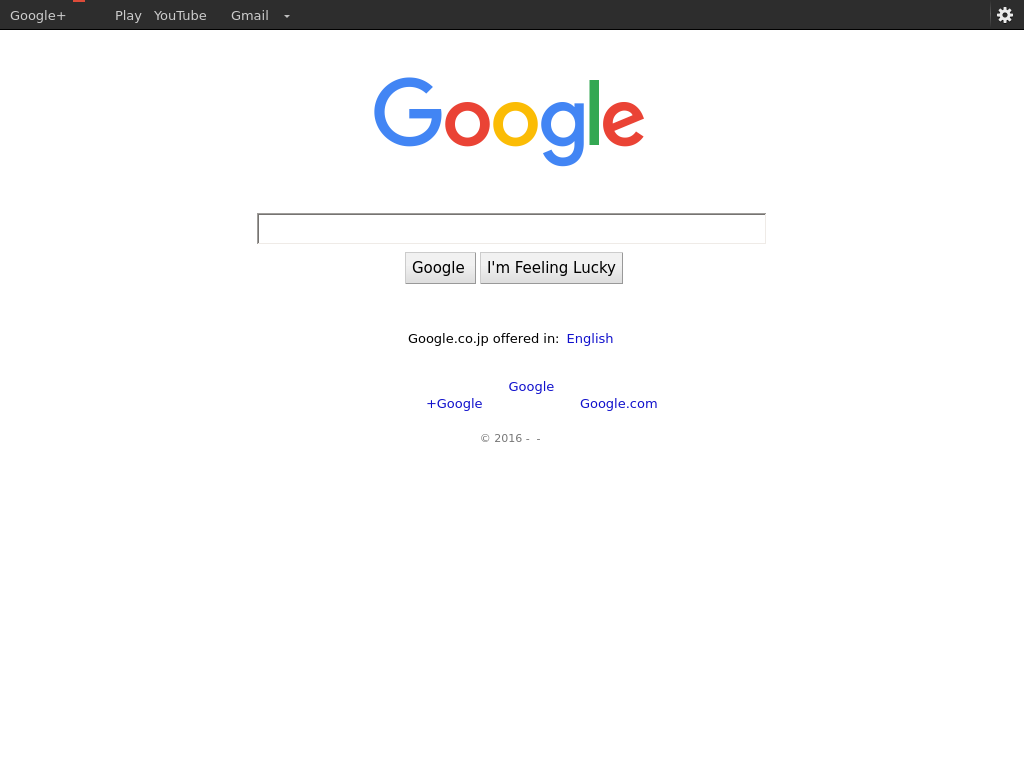 Google+ Play YouTube Gmail
Google
Google I'm Feeling Lucky
Google.co.jp offered in: English
Google
+Google Google.com
© 2016 - -